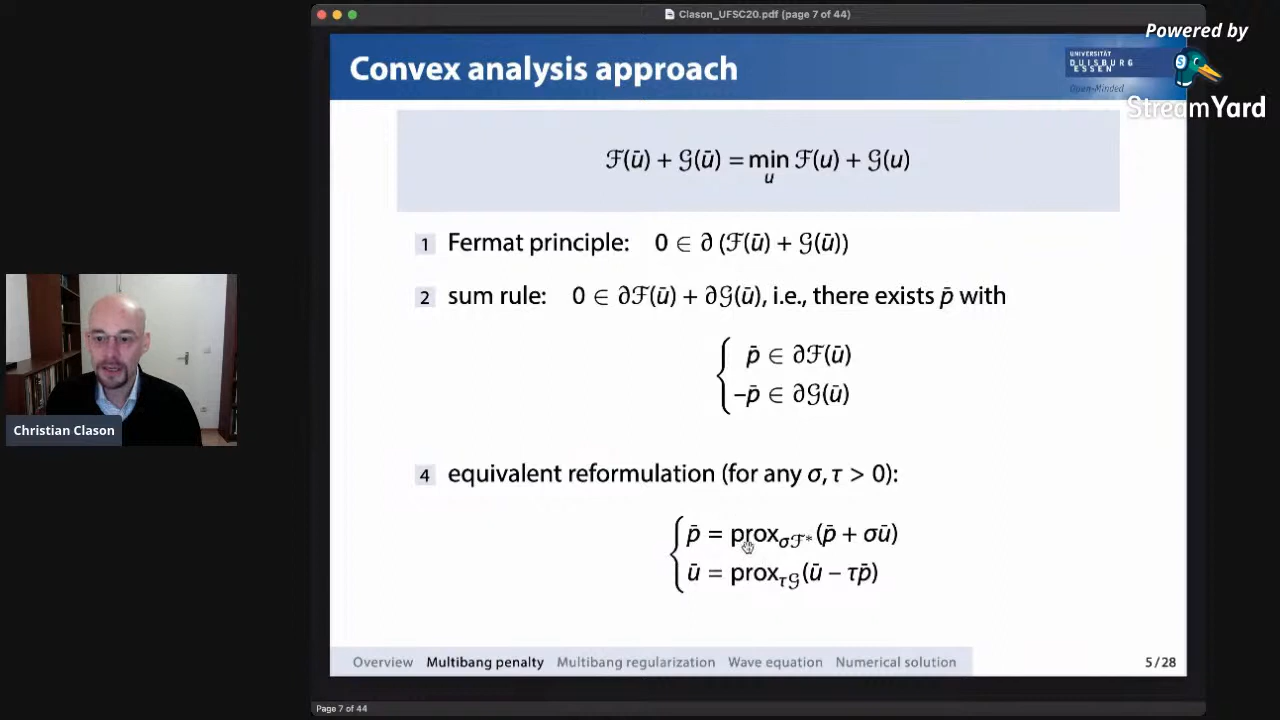 Clason_UFSC20.pdf (page 7 of 44)
Powered by
StreamYard
Convex analysis approach
UNIVERSITÄT
DUISBURG
ESSEN
Open-Minded
ℱ(ū) + 𝒢(ū) = min ℱ(u) + 𝒢(u)
u
1 Fermat principle: 0 ∈ ∂ (ℱ(ū) + 𝒢(ū))
2 sum rule: 0 ∈ ∂ℱ(ū) + ∂𝒢(ū), i.e., there exists p̄ with
p̄ ∈ ∂ℱ(ū)
–p̄ ∈ ∂𝒢(ū)
Christian Clason
4 equivalent reformulation (for any σ, τ > 0):
p̄ = prox_{σℱ*}(p̄ + σū)
ū = prox_{τ𝒢}(ū – τp̄)
Overview Multibang penalty Multibang regularization Wave equation Numerical solution 5 / 28
Page 7 of 44